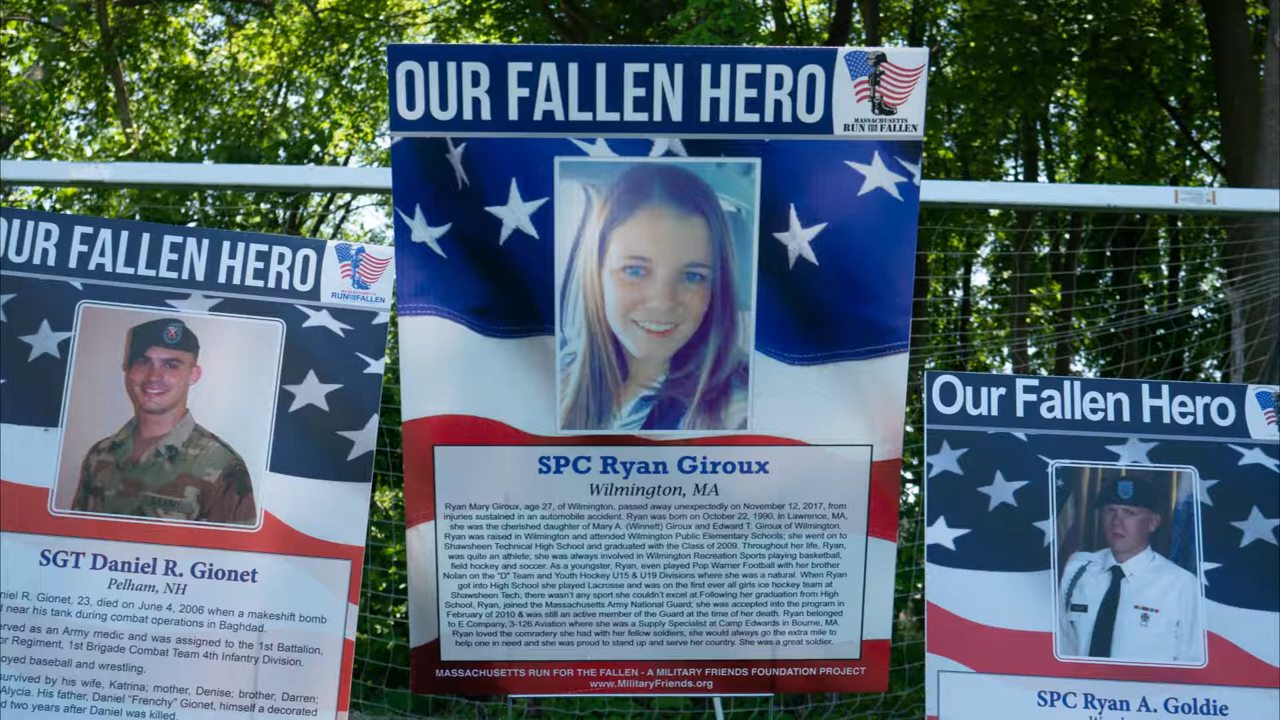 OUR FALLEN HERO
MASSACHUSETTS
RUN FOR THE FALLEN
SPC Ryan Giroux
Wilmington, MA
Ryan Mary Giroux, age 27, of Wilmington, passed away unexpectedly on November 12, 2017, from
injuries sustained in an automobile accident. Ryan was born on October 22, 1990, in Lawrence, MA,
she was the cherished daughter of Mary A. (Winnett) Giroux and Edward T. Giroux of Wilmington.
Ryan was raised in Wilmington and attended Wilmington Public Elementary Schools; she went on to
Shawsheen Technical High School and graduated with the Class of 2009. Throughout her life, Ryan,
was quite an athlete; she was always involved in Wilmington Recreation Sports playing basketball,
field hockey and soccer. As a youngster, Ryan, even played Pop Warner Football with her brother
Nolan on the "D" Team and Youth Hockey U15 & U19 Divisions where she was a natural. When Ryan
got into High School she played Lacrosse and was on the first ever all girls ice hockey team at
Shawsheen Tech; there wasn't any sport she couldn't excel at.Following her graduation from High
School, Ryan, joined the Massachusetts Army National Guard; she was accepted into the program in
February of 2010 & was still an active member of the Guard at the time of her death. Ryan belonged
to E Company, 3-126 Aviation where she was a Supply Specialist at Camp Edwards in Bourne, MA.
Ryan loved the comradery she had with her fellow soldiers, she would always go the extra mile to
help one in need and she was proud to stand up and serve her country. She was a great soldier.
MASSACHUSETTS RUN FOR THE FALLEN - A MILITARY FRIENDS FOUNDATION PROJECT
www.MilitaryFriends.org
OUR FALLEN HERO
MASSACHUSETTS
RUN FOR THE FALLEN
SGT Daniel R. Gionet
Pelham, NH
niel R. Gionet, 23, died on June 4, 2006 when a makeshift bomb
near his tank during combat operations in Baghdad.
rved as an Army medic and was assigned to the 1st Battalion,
or Regiment, 1st Brigade Combat Team 4th Infantry Division.
oyed baseball and wrestling.
urvived by his wife, Katrina; mother, Denise; brother, Darren;
Alycia. His father, Daniel "Frenchy" Gionet, himself a decorated
d two years after Daniel was killed.
Our Fallen Hero
SPC Ryan A. Goldie